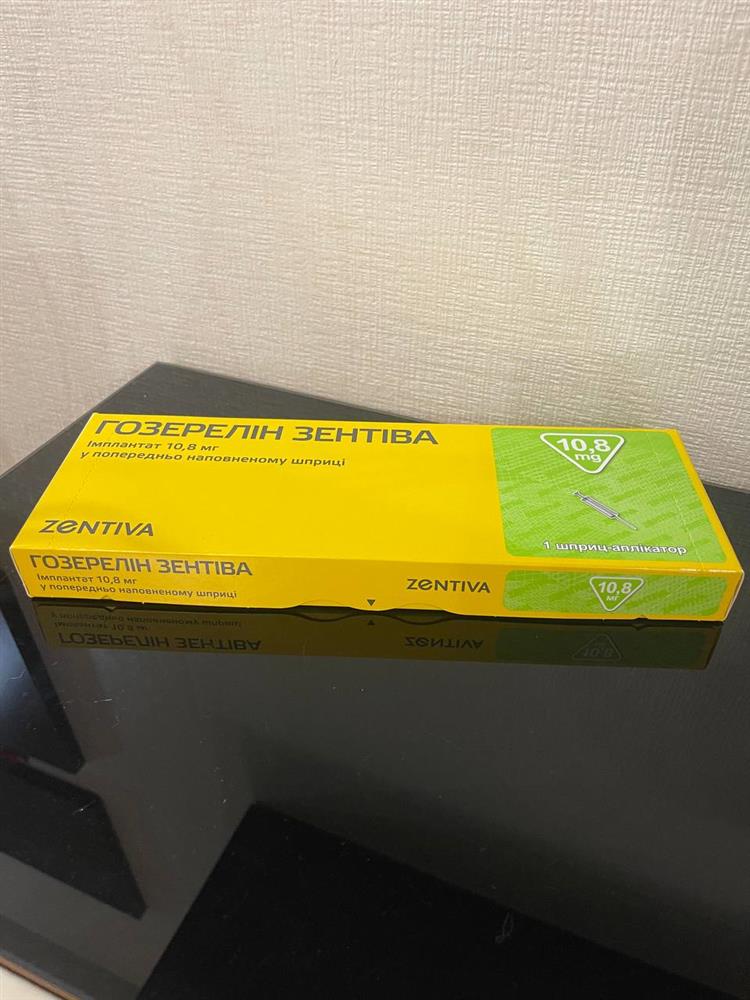 ГОЗЕРЕЛІН ЗЕНТІВА
Імплантат 10,8 мг
у попередньо наповненому шприці
ZENTIVA
10,8
mg
1 шприц-аплікатор
ГОЗЕРЕЛІН ЗЕНТІВА
Імплантат 10,8 мг
у попередньо наповненому шприці
ZENTIVA
10,8
МГ